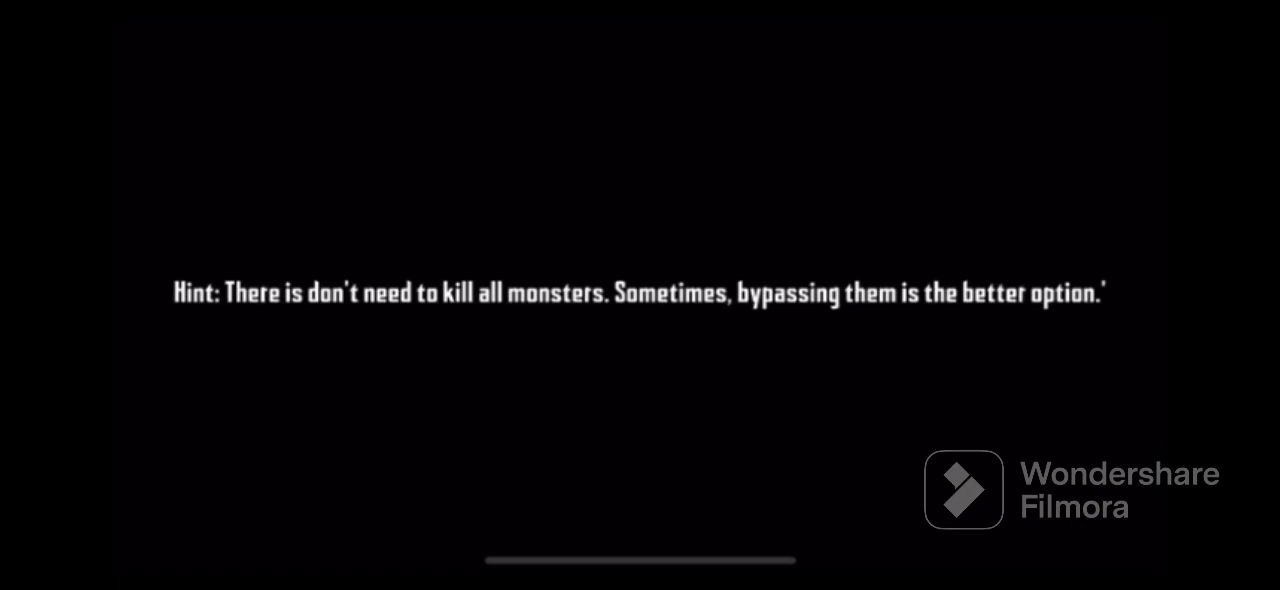 Hint: There is don't need to kill all monsters. Sometimes, bypassing them is the better option.'
Wondershare
Filmora